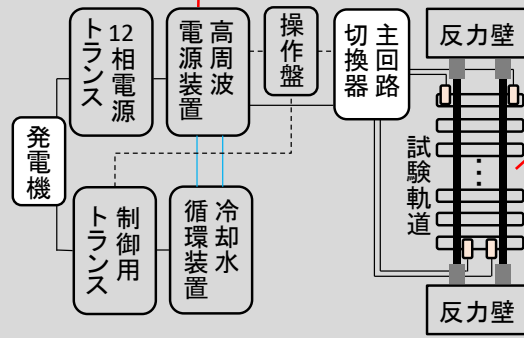 発電機
12相電源
トランス
高周波
電源装置
操作盤
主回路
切換器
制御用
トランス
冷却水
循環装置
反力壁
試験軌道
反力壁